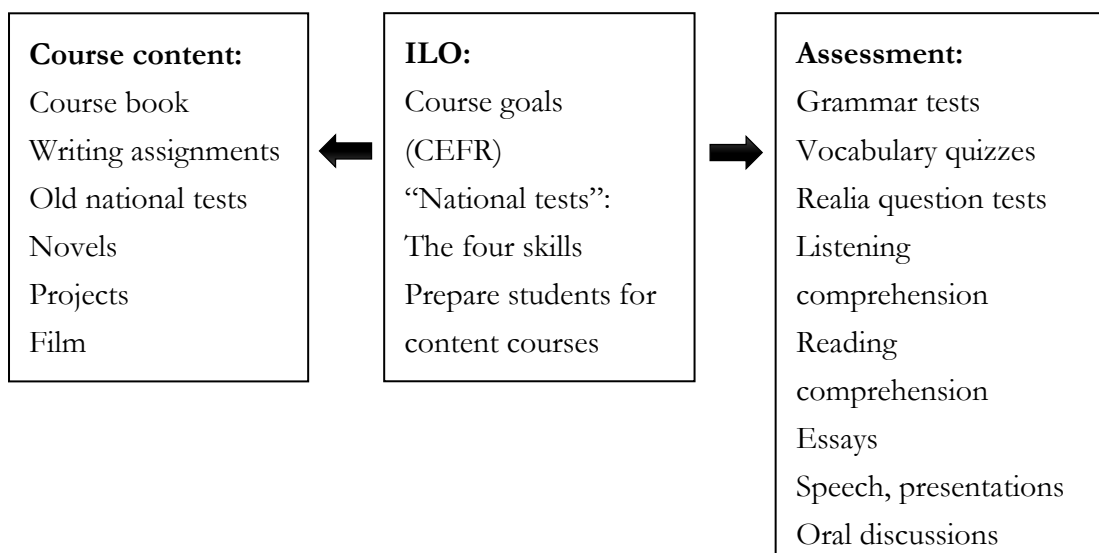 Course content:
Course book
Writing assignments
Old national tests
Novels
Projects
Film
ILO:
Course goals
(CEFR)
“National tests”:
The four skills
Prepare students for
content courses
Assessment:
Grammar tests
Vocabulary quizzes
Realia question tests
Listening
comprehension
Reading
comprehension
Essays
Speech, presentations
Oral discussions